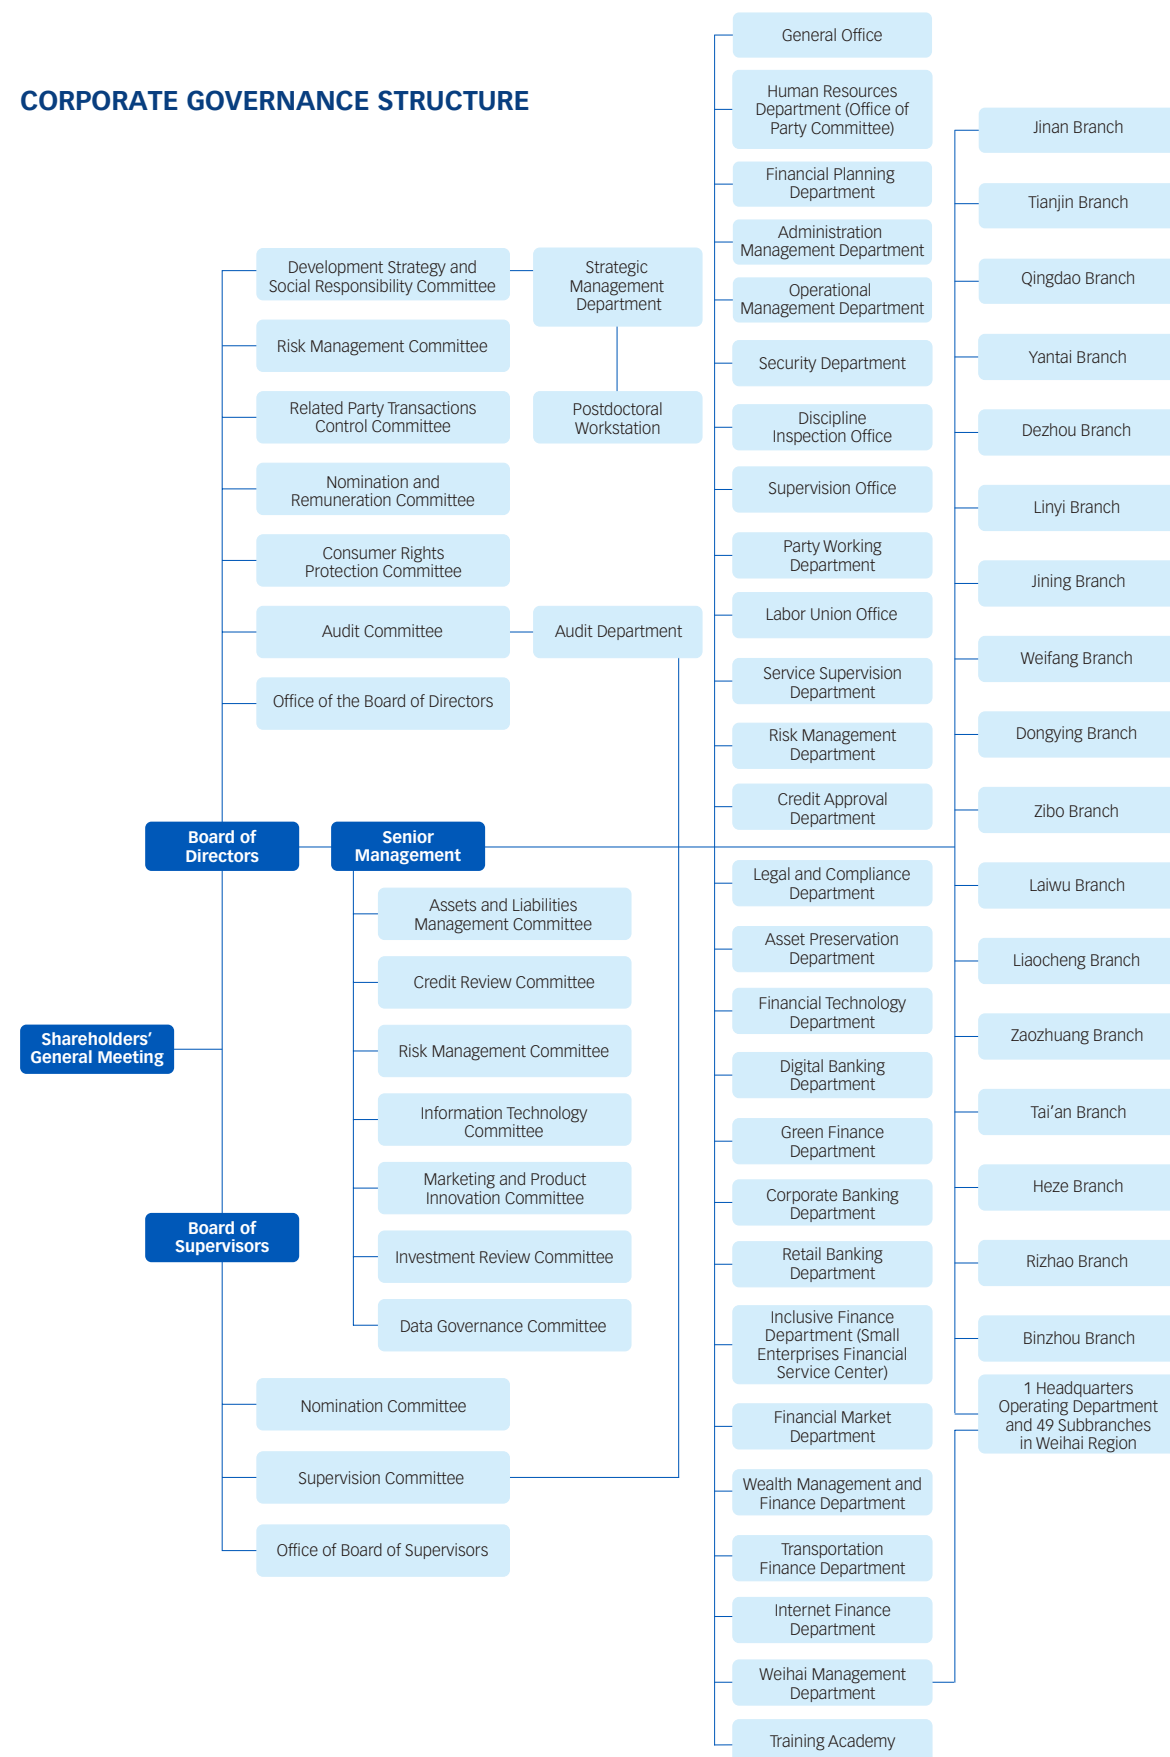 CORPORATE GOVERNANCE STRUCTURE
Shareholders’
General Meeting
Board of
Directors
Board of
Supervisors
Senior
Management
Development Strategy and
Social Responsibility Committee
Risk Management Committee
Related Party Transactions
Control Committee
Nomination and
Remuneration Committee
Consumer Rights
Protection Committee
Audit Committee
Office of the Board of Directors
Strategic
Management
Department
Postdoctoral
Workstation
Audit Department
Assets and Liabilities
Management Committee
Credit Review Committee
Risk Management Committee
Information Technology
Committee
Marketing and Product
Innovation Committee
Investment Review Committee
Data Governance Committee
Nomination Committee
Supervision Committee
Office of Board of Supervisors
General Office
Human Resources
Department (Office of
Party Committee)
Financial Planning
Department
Administration
Management Department
Operational
Management Department
Security Department
Discipline
Inspection Office
Supervision Office
Party Working
Department
Labor Union Office
Service Supervision
Department
Risk Management
Department
Credit Approval
Department
Legal and Compliance
Department
Asset Preservation
Department
Financial Technology
Department
Digital Banking
Department
Green Finance
Department
Corporate Banking
Department
Retail Banking
Department
Inclusive Finance
Department (Small
Enterprises Financial
Service Center)
Financial Market
Department
Wealth Management and
Finance Department
Transportation
Finance Department
Internet Finance
Department
Weihai Management
Department
Training Academy
Jinan Branch
Tianjin Branch
Qingdao Branch
Yantai Branch
Dezhou Branch
Linyi Branch
Jining Branch
Weifang Branch
Dongying Branch
Zibo Branch
Laiwu Branch
Liaocheng Branch
Zaozhuang Branch
Tai’an Branch
Heze Branch
Rizhao Branch
Binzhou Branch
1 Headquarters
Operating Department
and 49 Subbranches
in Weihai Region